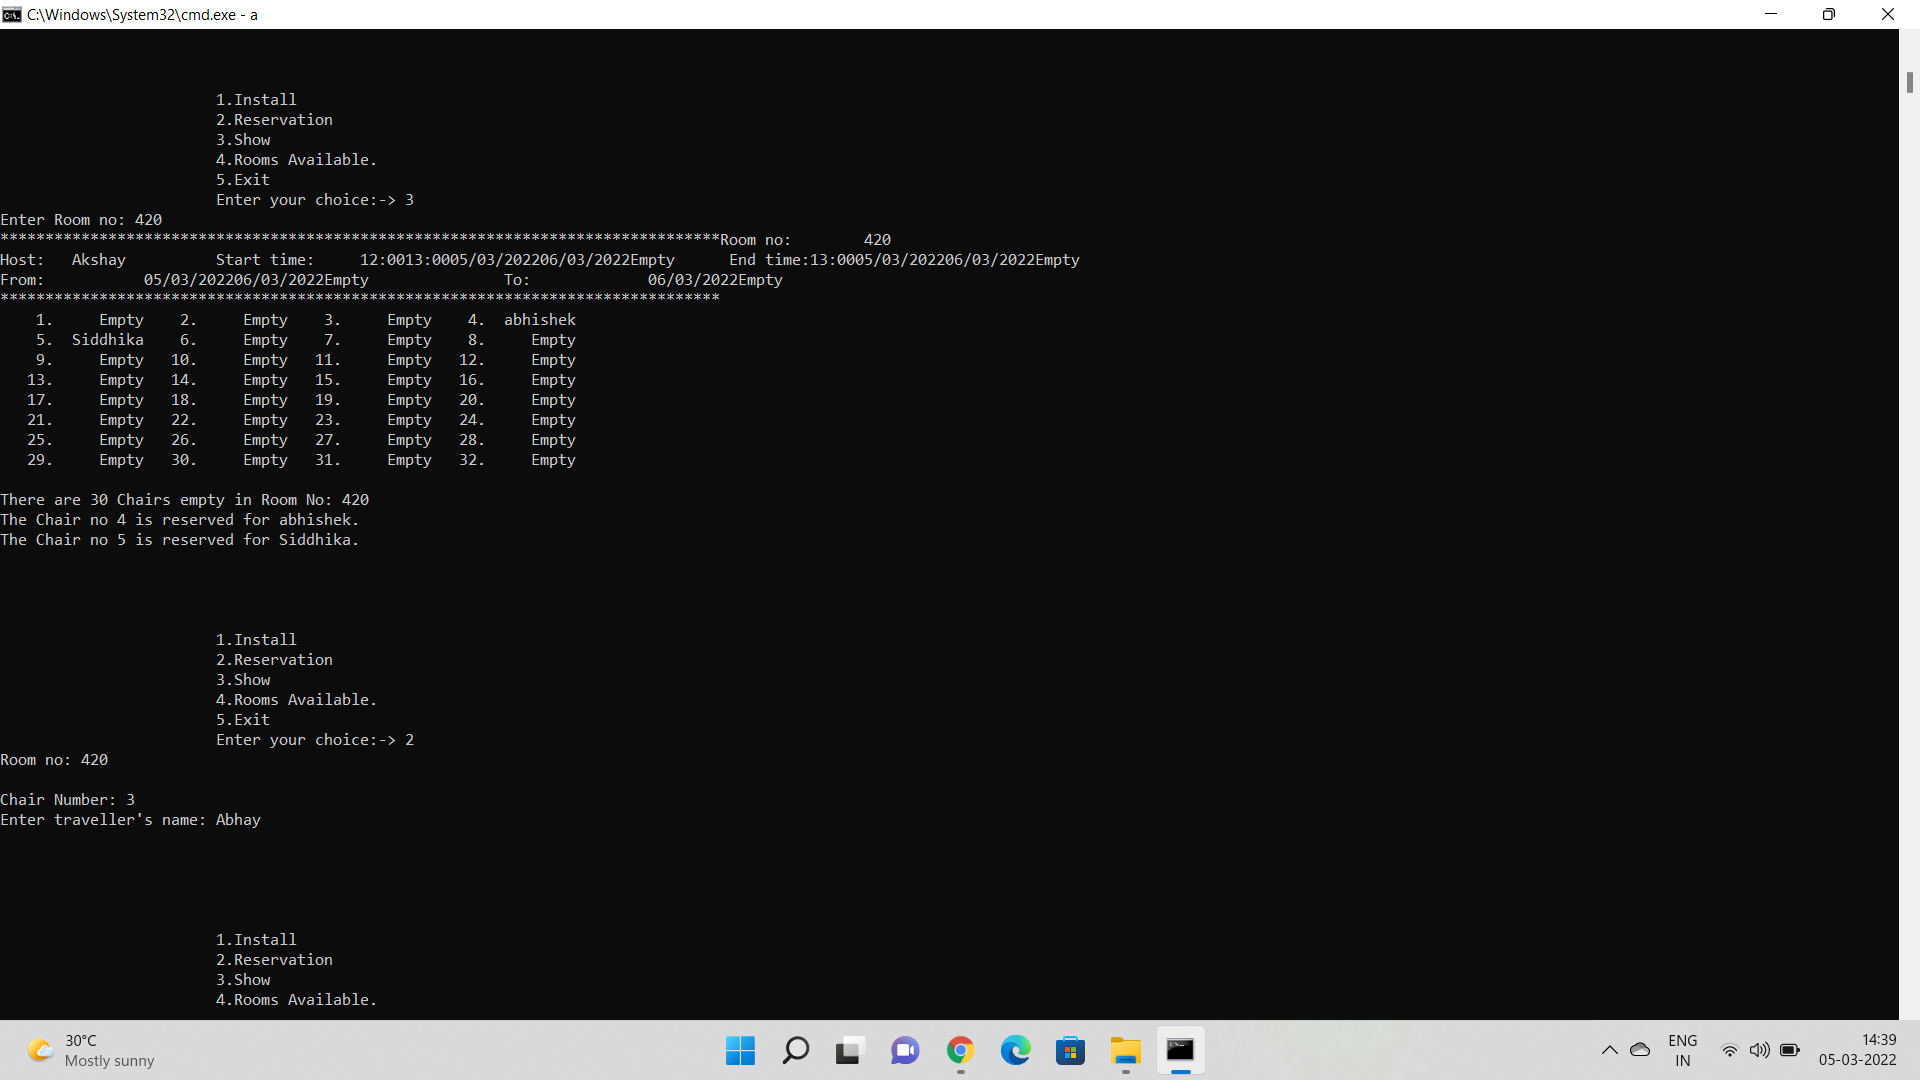 C:\Windows\System32\cmd.exe - a
1.Install
2.Reservation
3.Show
4.Rooms Available.
5.Exit
Enter your choice:-> 3
Enter Room no: 420
********************************************************************************Room no:        420
Host:   Akshay          Start time:     12:0013:0005/03/202206/03/2022Empty      End time:13:0005/03/202206/03/2022Empty
From:           05/03/202206/03/2022Empty               To:             06/03/2022Empty
********************************************************************************
1.     Empty    2.     Empty    3.     Empty    4.  abhishek
5.  Siddhika    6.     Empty    7.     Empty    8.     Empty
9.     Empty   10.     Empty   11.     Empty   12.     Empty
13.     Empty   14.     Empty   15.     Empty   16.     Empty
17.     Empty   18.     Empty   19.     Empty   20.     Empty
21.     Empty   22.     Empty   23.     Empty   24.     Empty
25.     Empty   26.     Empty   27.     Empty   28.     Empty
29.     Empty   30.     Empty   31.     Empty   32.     Empty
There are 30 Chairs empty in Room No: 420
The Chair no 4 is reserved for abhishek.
The Chair no 5 is reserved for Siddhika.
1.Install
2.Reservation
3.Show
4.Rooms Available.
5.Exit
Enter your choice:-> 2
Room no: 420
Chair Number: 3
Enter traveller's name: Abhay
1.Install
2.Reservation
3.Show
4.Rooms Available.
30°C
Mostly sunny
ENG
IN
14:39
05-03-2022